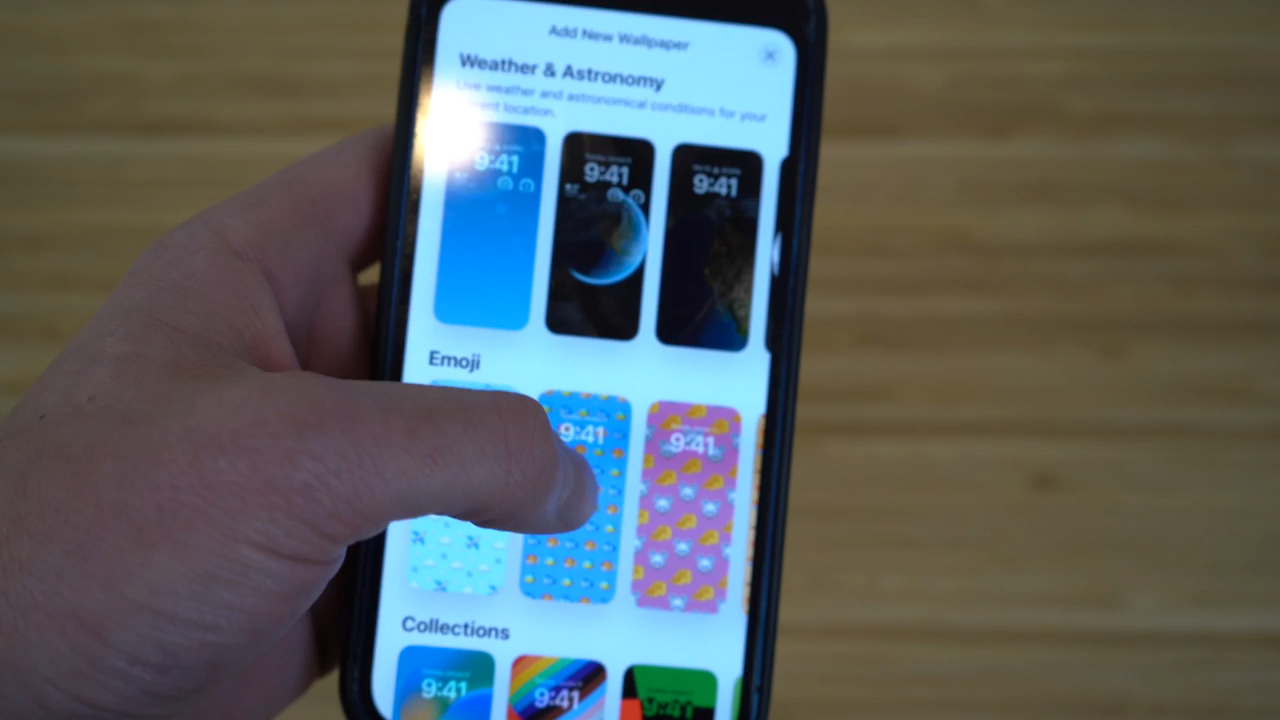 Add New Wallpaper
Weather & Astronomy
Live weather and astronomical conditions for your
location.
9:41
9:41
9:41
Emoji
9:41
9:41
Collections
9:41
9:41
9:41